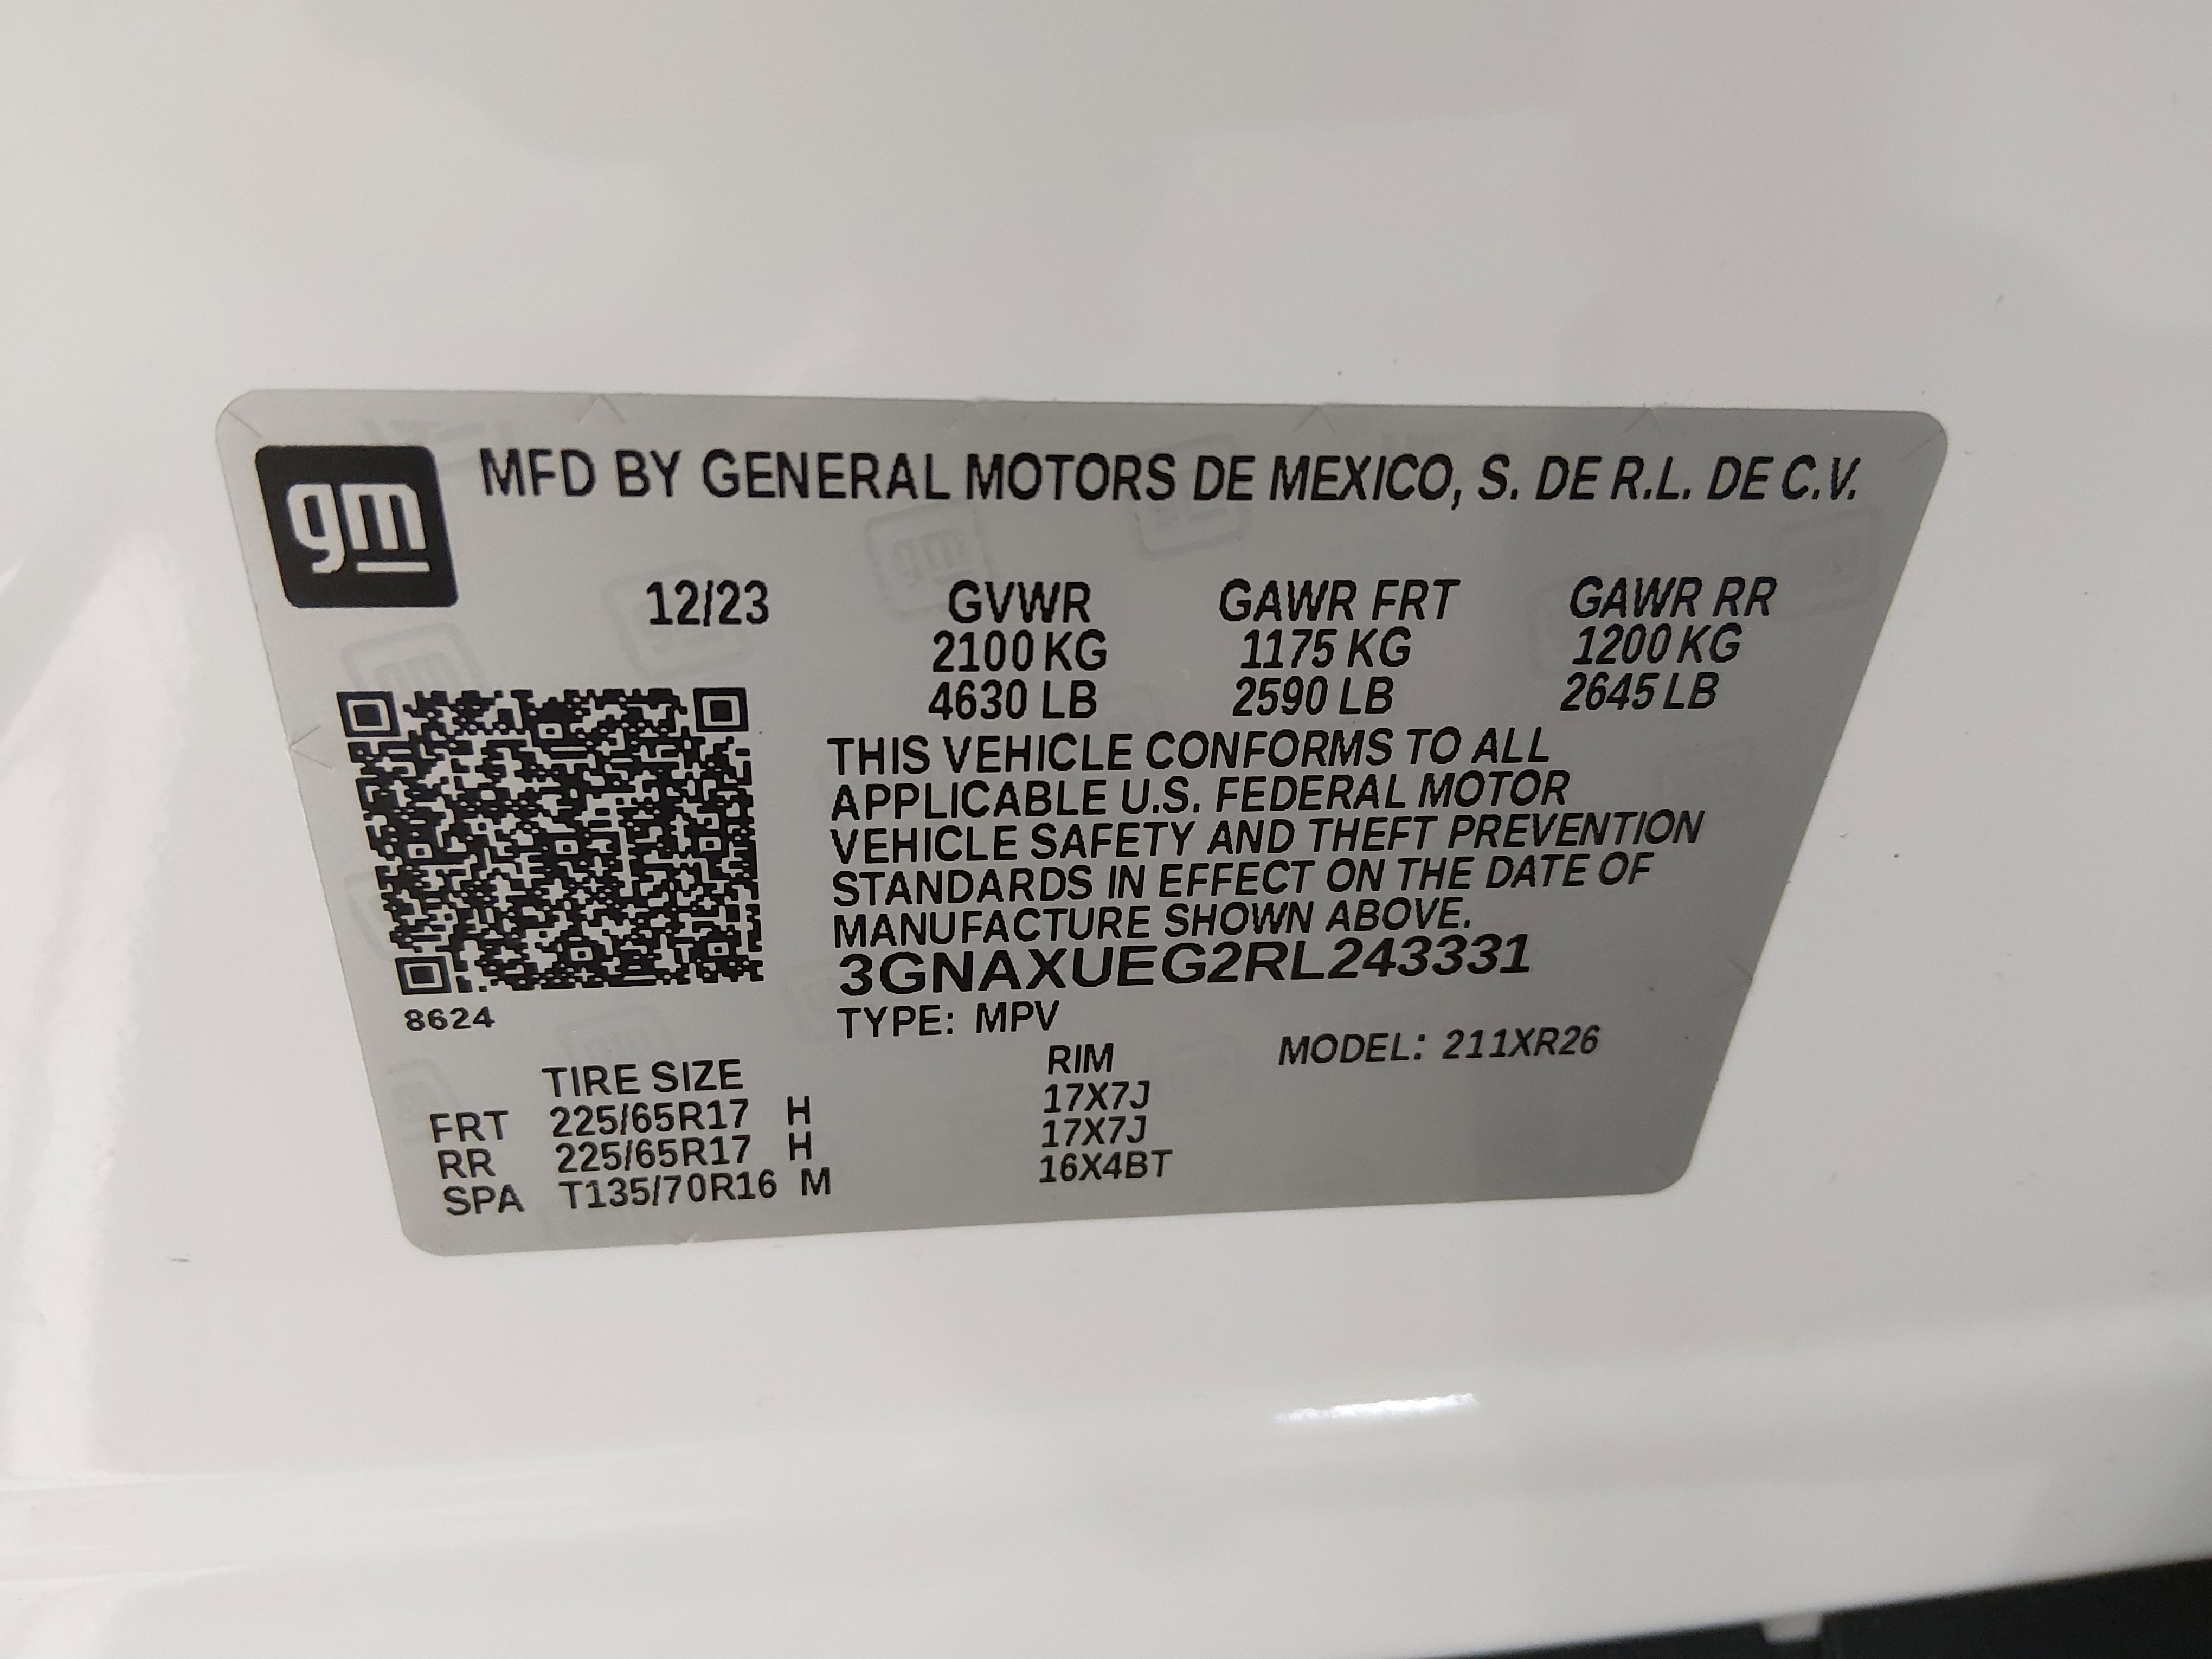 gm
MFD BY GENERAL MOTORS DE MEXICO, S. DE R.L. DE C.V.
12/23 GVWR GAWR FRT GAWR RR
2100 KG 1175 KG 1200 KG
4630 LB 2590 LB 2645 LB
THIS VEHICLE CONFORMS TO ALL
APPLICABLE U.S. FEDERAL MOTOR
VEHICLE SAFETY AND THEFT PREVENTION
STANDARDS IN EFFECT ON THE DATE OF
MANUFACTURE SHOWN ABOVE.
3GNAXUEG2RL243331
8624
TYPE: MPV MODEL: 211XR26
TIRE SIZE RIM
FRT 225/65R17 H 17X7J
RR 225/65R17 H 17X7J
SPA T135/70R16 M 16X4BT